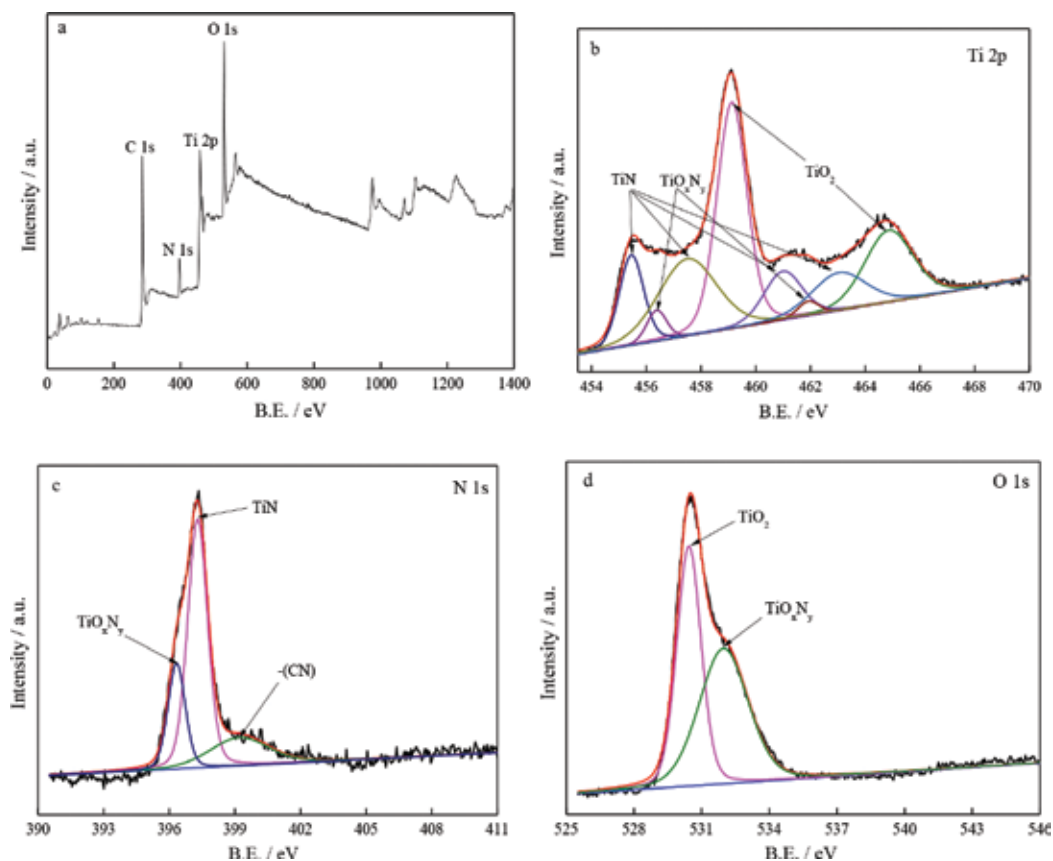 a
O 1s
C 1s
Ti 2p
N 1s
Intensity / a.u.
0 200 400 600 800 1000 1200 1400
B.E. / eV
b
Ti 2p
TiN
TiOxNy
TiO2
Intensity / a.u.
454 456 458 460 462 464 466 468 470
B.E. / eV
c
N 1s
TiN
TiOxNy
-(CN)
Intensity / a.u.
390 393 396 399 402 405 408 411
B.E. / eV
d
O 1s
TiO2
TiOxNy
Intensity / a.u.
525 528 531 534 537 540 543 546
B.E. / eV